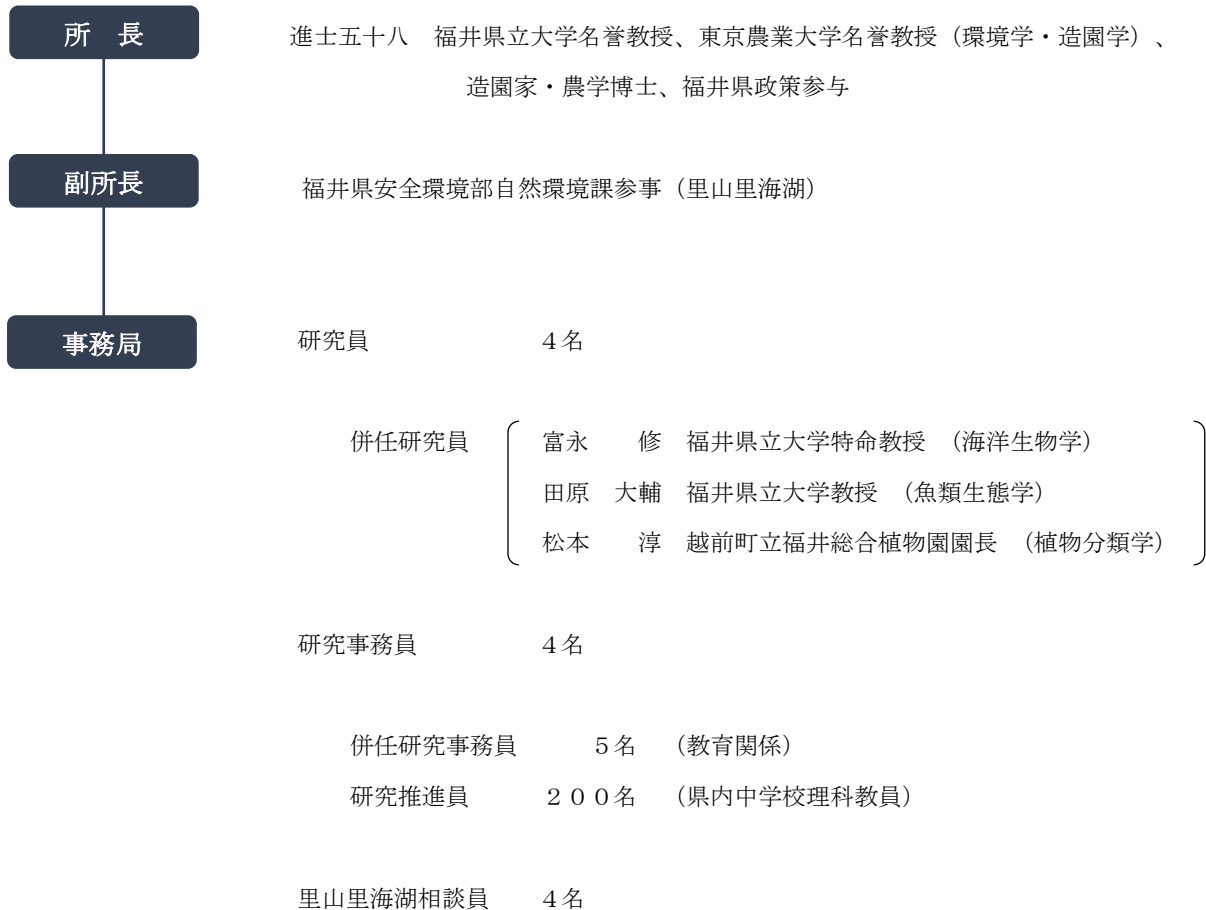 所　長　進士五十八　福井県立大学名誉教授、東京農業大学名誉教授（環境学・造園学）、
造園家・農学博士、福井県政策参与
副所長　福井県安全環境部自然環境課参事（里山里海湖）
事務局　研究員　４名
併任研究員　富永　修　福井県立大学特命教授　（海洋生物学）
田原　大輔　福井県立大学教授　（魚類生態学）
松本　淳　越前町立福井総合植物園園長　（植物分類学）
研究事務員　４名
併任研究事務員　５名　（教育関係）
研究推進員　２００名　（県内中学校理科教員）
里山里海湖相談員　４名